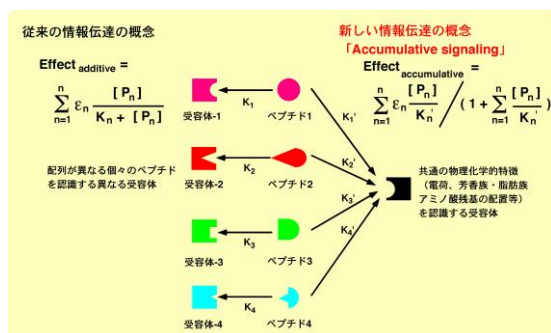 従来の情報伝達の概念
新しい情報伝達の概念
「Accumulative signaling」
Effect additive =
n
Σ εn [Pn] / Kn + [Pn]
n=1
Effect accumulative =
n
Σ εn [Pn] / Kn' / (1 + Σ [Pn] / Kn')
n=1
受容体-1
K1
ペプチド1
K1'
配列が異なる個々のペプチド
を認識する異なる受容体
受容体-2
K2
ペプチド2
K2'
共通の物理化学的特徴
（電荷、芳香族・脂肪族
アミノ酸残基の配置等）
を認識する受容体
受容体-3
K3
ペプチド3
K3'
受容体-4
K4
ペプチド4
K4'